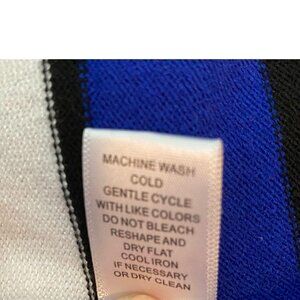 MACHINE WASH
COLD
GENTLE CYCLE
WITH LIKE COLORS
DO NOT BLEACH
RESHAPE AND
DRY FLAT
COOL IRON
IF NECESSARY
OR DRY CLEAN